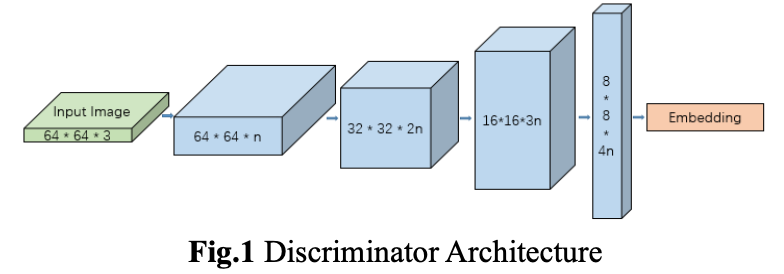 Input Image
64 * 64 * 3
64 * 64 * n
32 * 32 * 2n
16*16*3n
8
*
8
*
4n
Embedding
Fig.1 Discriminator Architecture